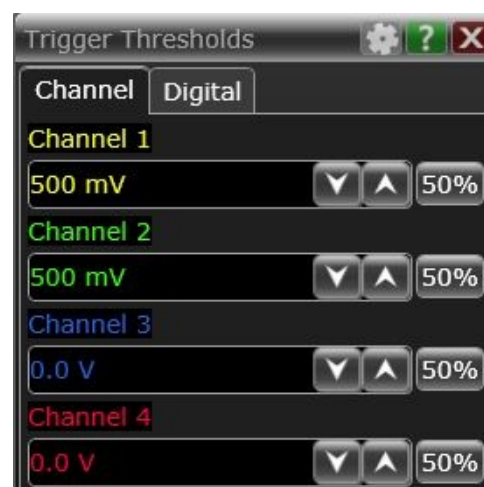 Trigger Thresholds ? X
Channel Digital
Channel 1
500 mV 50%
Channel 2
500 mV 50%
Channel 3
0.0 V 50%
Channel 4
0.0 V 50%